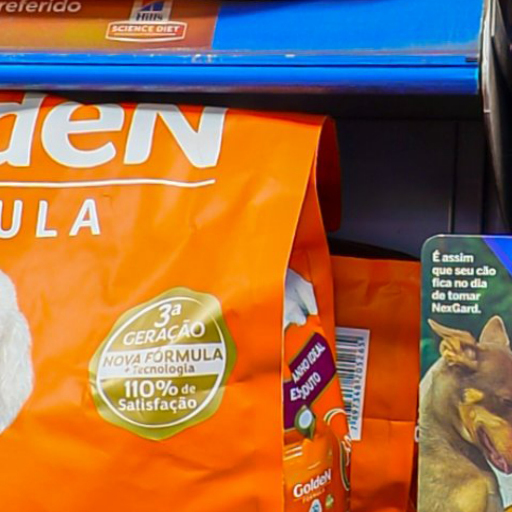 referido
Hill's
SCIENCE DIET
deN
ULA
3ª
GERAÇÃO
NOVA FÓRMULA
+ Tecnologia
110% de
Satisfação
É assim
que seu cão
fica no dia
de tomar
NexGard.
IDEAL
GoldeN